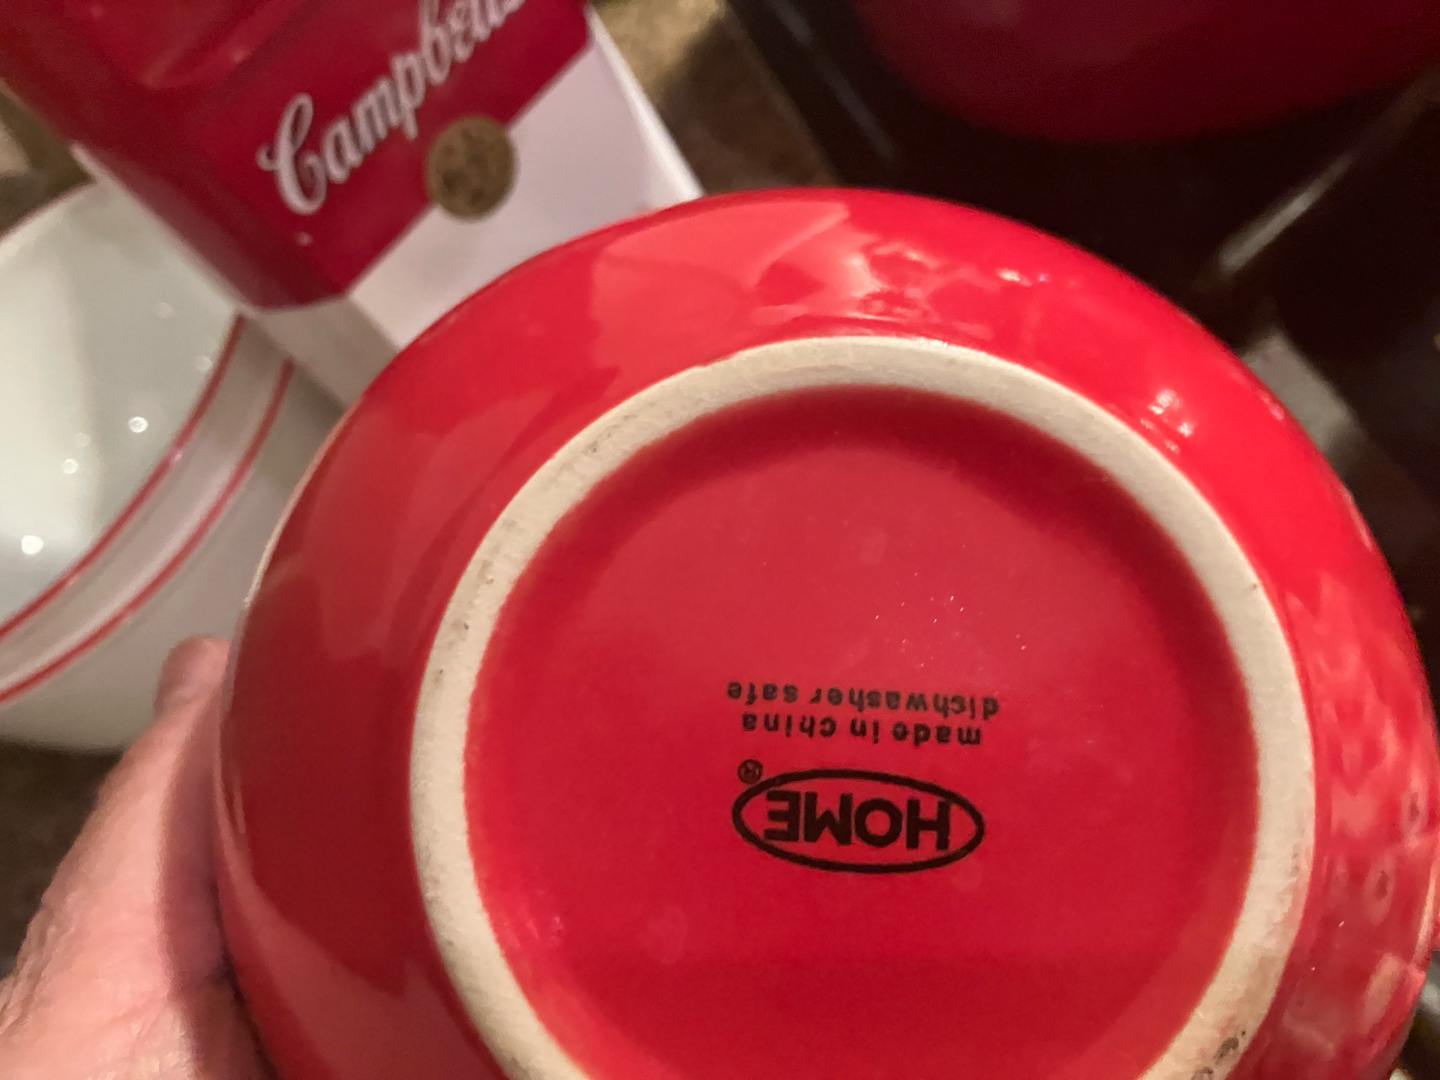 Campbell's
HOME®
made in china
dishwasher safe